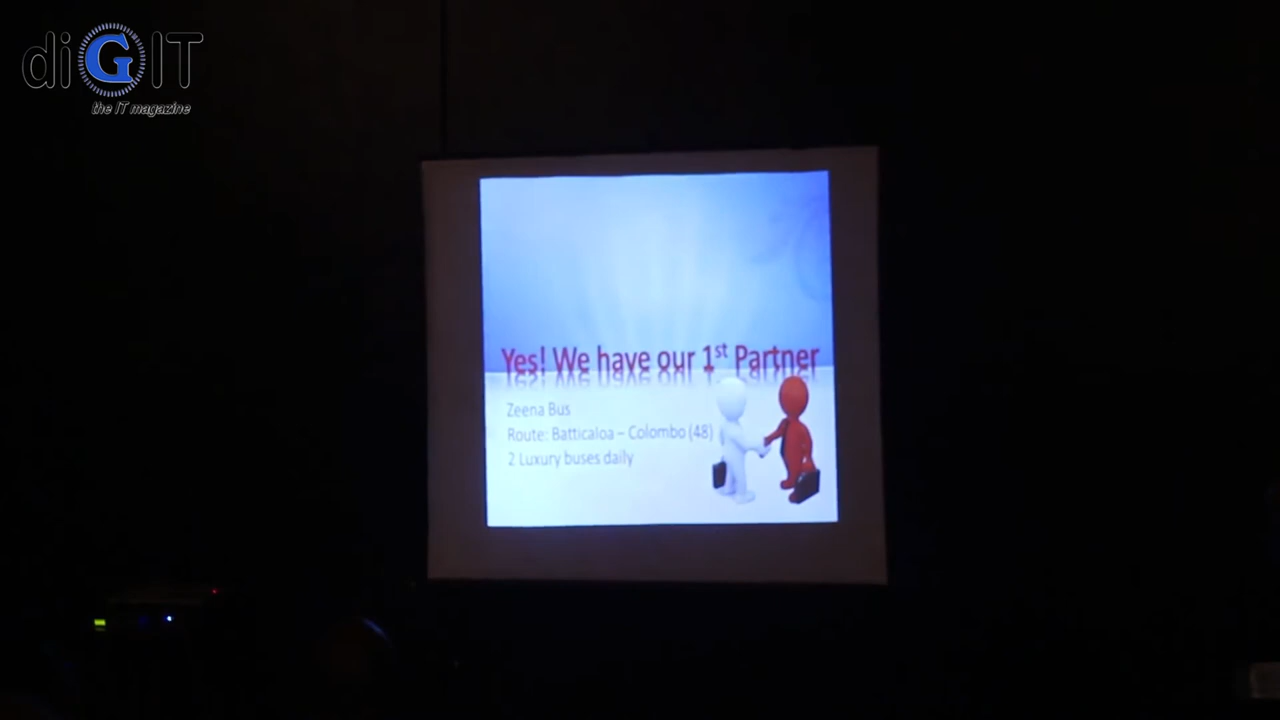 diGIT
the IT magazine
Yes! We have our 1st Partner
Zeena Bus
Route: Batticaloa – Colombo (48)
2 Luxury buses daily